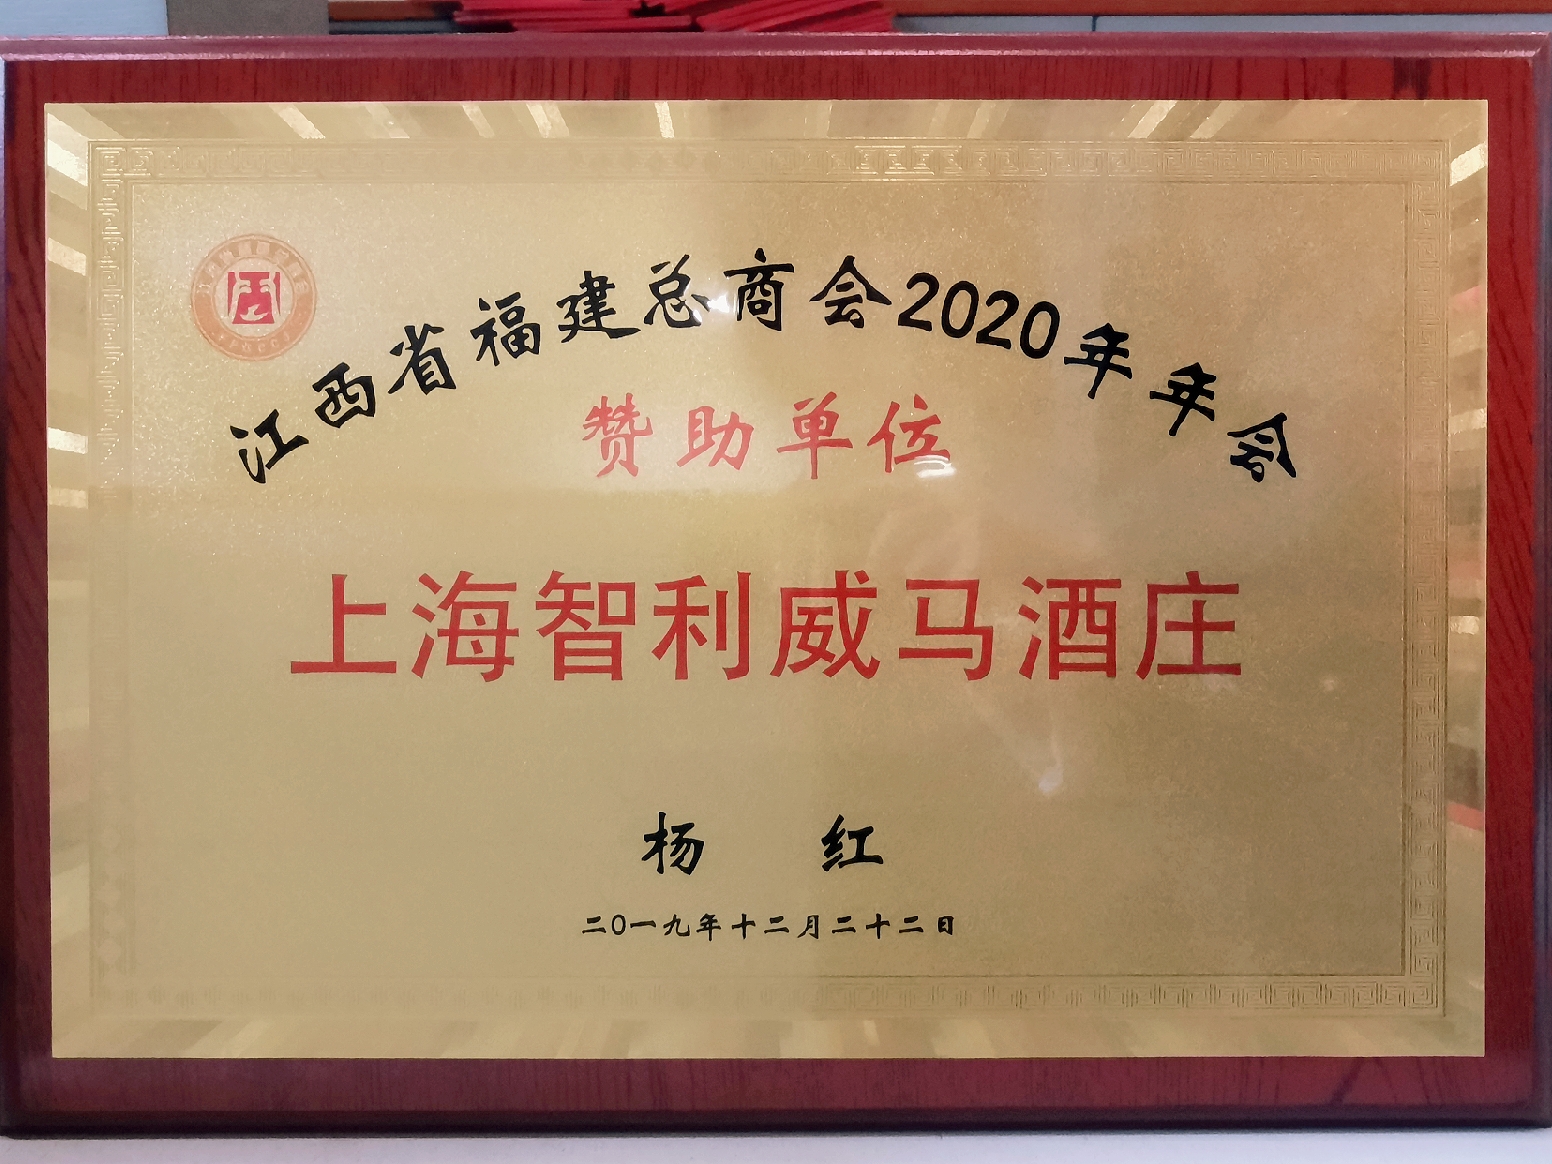 江西省福建总商会2020年年会
赞助单位
上海智利威马酒庄
杨 红
二〇一九年十二月二十二日